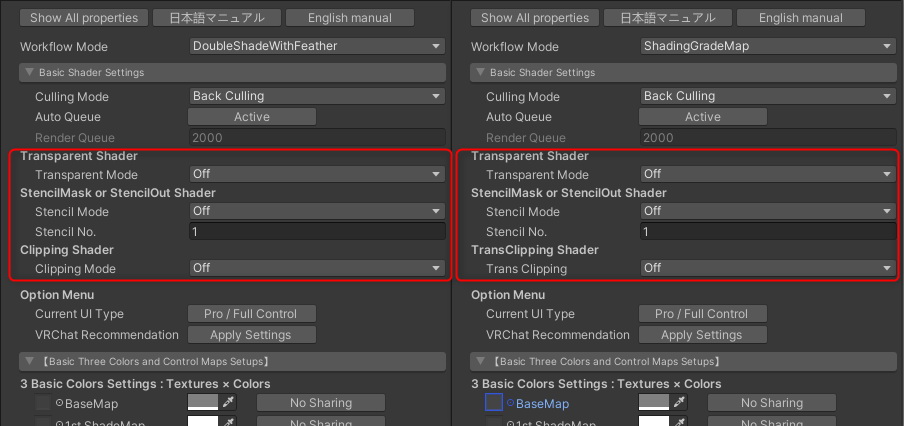 Show All properties 日本語マニュアル English manual
Workflow Mode DoubleShadeWithFeather
Basic Shader Settings
Culling Mode Back Culling
Auto Queue Active
Render Queue 2000
Transparent Shader
Transparent Mode Off
StencilMask or StencilOut Shader
Stencil Mode Off
Stencil No. 1
Clipping Shader
Clipping Mode Off
Option Menu
Current UI Type Pro / Full Control
VRChat Recommendation Apply Settings
【Basic Three Colors and Control Maps Setups】
3 Basic Colors Settings : Textures × Colors
BaseMap No Sharing
1st ShadeMap No Sharing
Show All properties 日本語マニュアル English manual
Workflow Mode ShadingGradeMap
Basic Shader Settings
Culling Mode Back Culling
Auto Queue Active
Render Queue 2000
Transparent Shader
Transparent Mode Off
StencilMask or StencilOut Shader
Stencil Mode Off
Stencil No. 1
TransClipping Shader
Trans Clipping Off
Option Menu
Current UI Type Pro / Full Control
VRChat Recommendation Apply Settings
【Basic Three Colors and Control Maps Setups】
3 Basic Colors Settings : Textures × Colors
BaseMap No Sharing
1st ShadeMap No Sharing